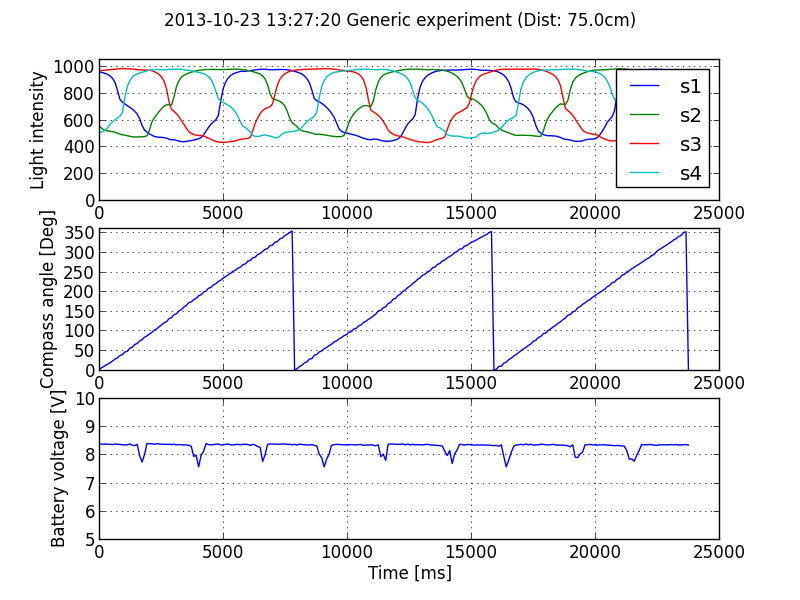 2013-10-23 13:27:20 Generic experiment (Dist: 75.0cm)
Light intensity
1000
800
600
400
200
0
s1
s2
s3
s4
0 5000 10000 15000 20000 25000
Compass angle [Deg]
350
300
250
200
150
100
50
0
0 5000 10000 15000 20000 25000
Battery voltage [V]
10
9
8
7
6
5
0 5000 10000 15000 20000 25000
Time [ms]